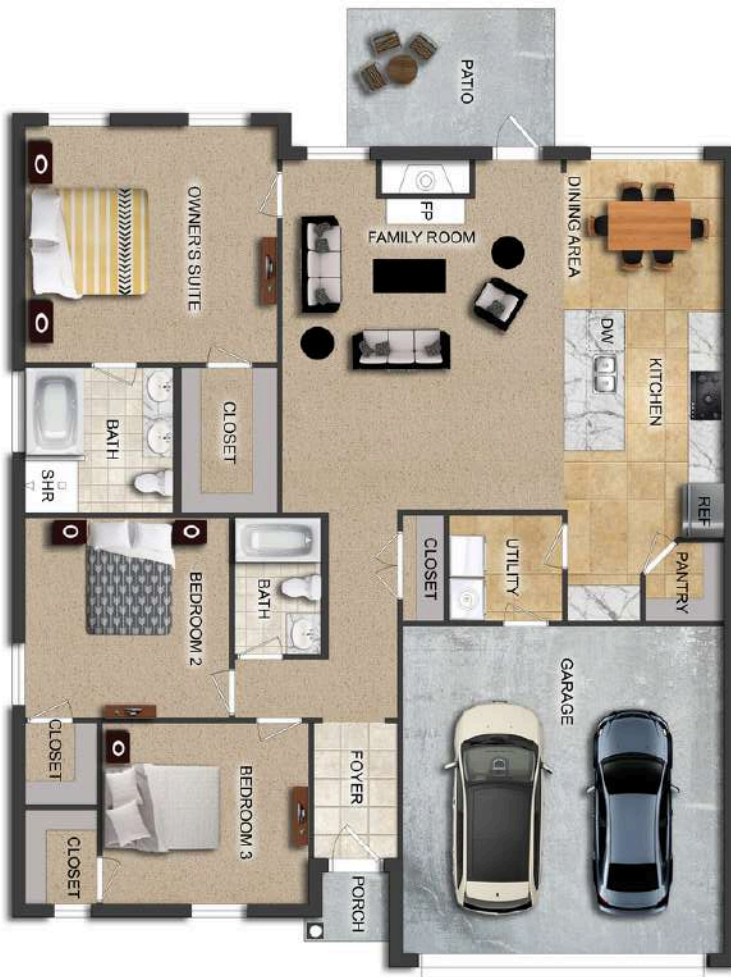 PATIO
OWNER'S SUITE
FP
FAMILY ROOM
DINING AREA
DW
KITCHEN
BATH
CLOSET
SHR
REF
BEDROOM 2
BATH
CLOSET
UTILITY
PANTRY
GARAGE
CLOSET
BEDROOM 3
FOYER
CLOSET
PORCH